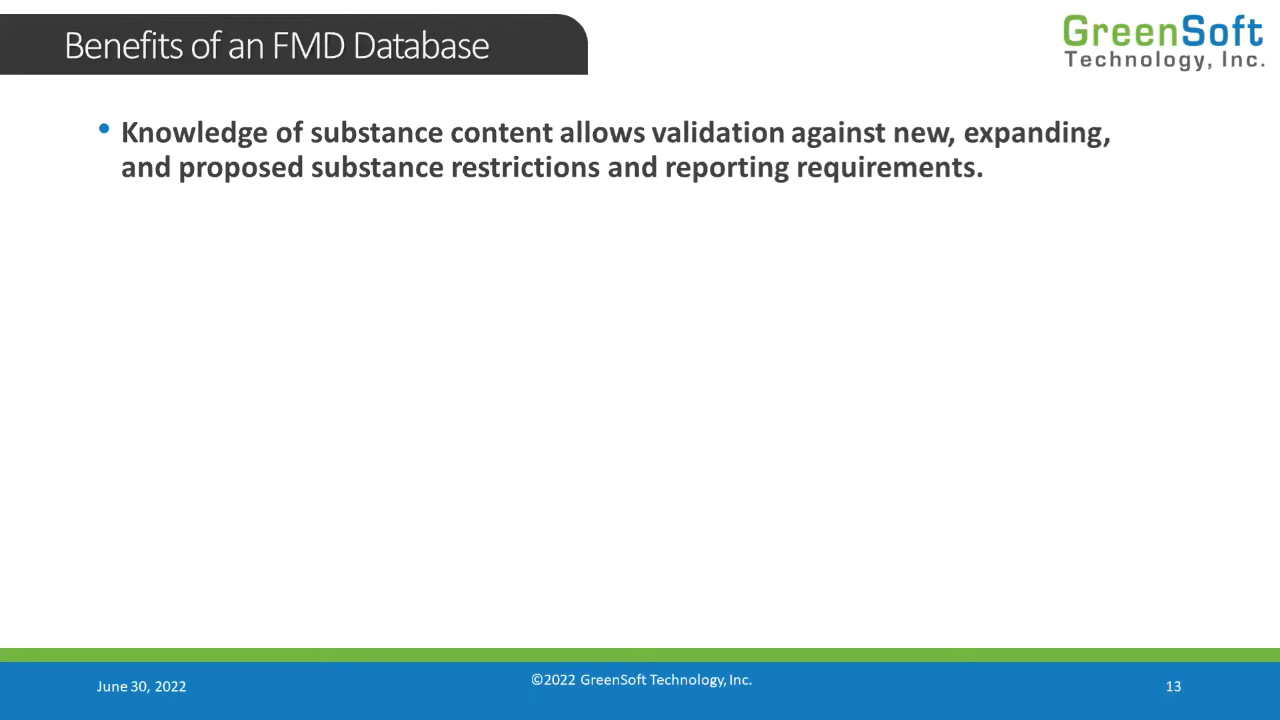 Benefits of an FMD Database
GreenSoft
Technology, Inc.
• Knowledge of substance content allows validation against new, expanding,
and proposed substance restrictions and reporting requirements.
June 30, 2022
©2022 GreenSoft Technology, Inc.
13